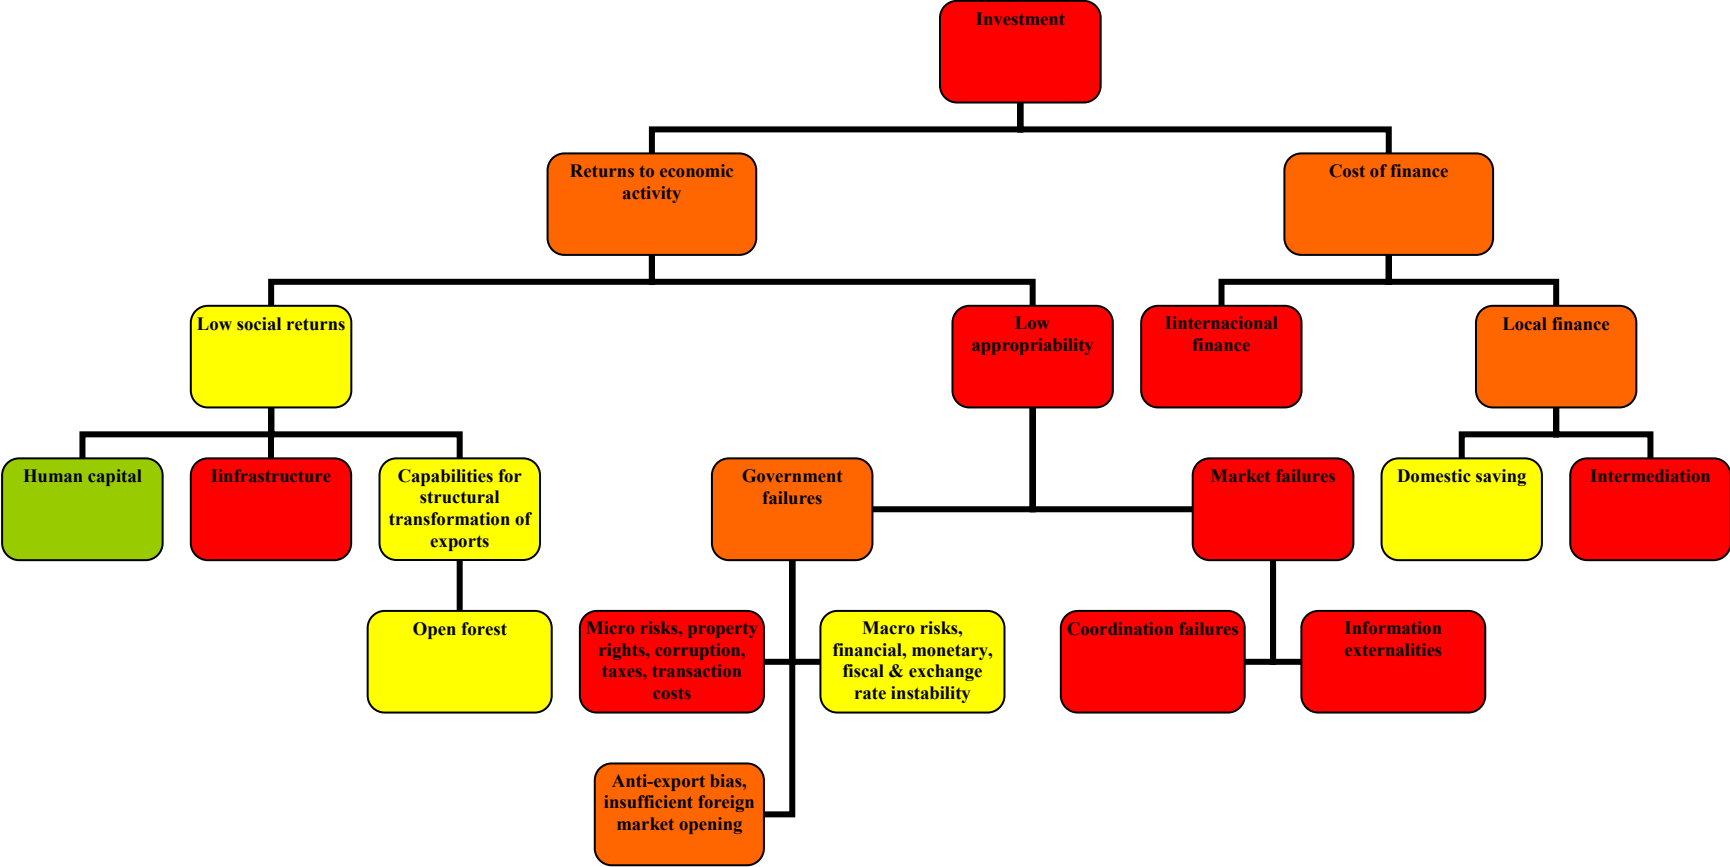 Investment
Returns to economic
activity
Cost of finance
Low social returns
Low
appropriability
Iinternacional
finance
Local finance
Human capital
Iinfrastructure
Capabilities for
structural
transformation of
exports
Government
failures
Market failures
Domestic saving
Intermediation
Open forest
Micro risks, property
rights, corruption,
taxes, transaction
costs
Macro risks,
financial, monetary,
fiscal & exchange
rate instability
Coordination failures
Information
externalities
Anti-export bias,
insufficient foreign
market opening